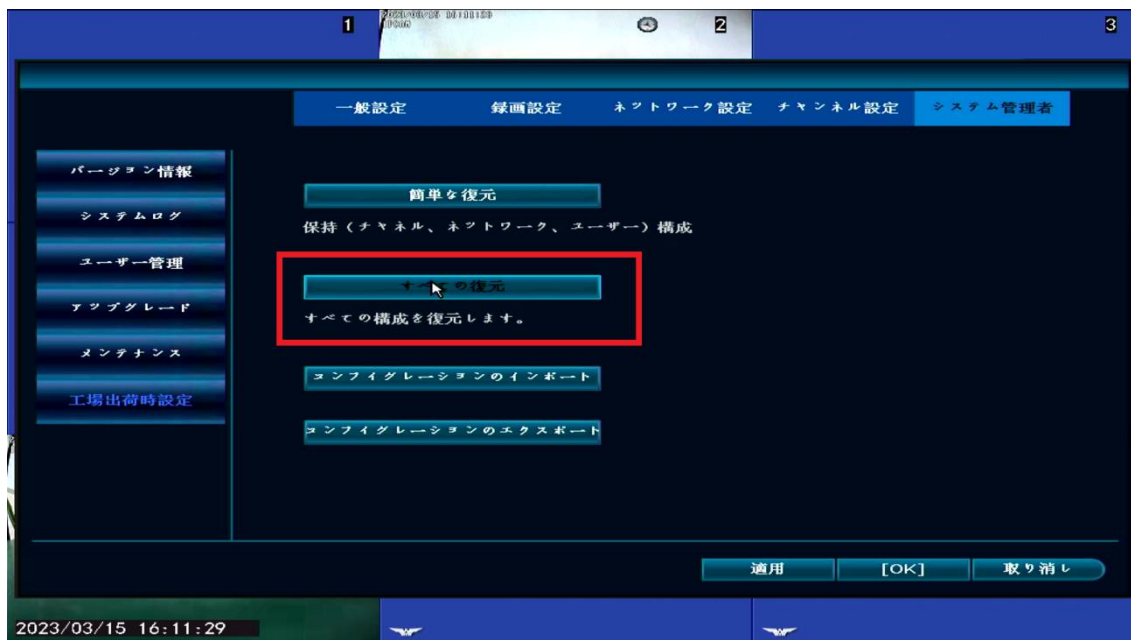 1
2
3
一般設定
録画設定
ネットワーク設定
チャンネル設定
システム管理者
バージョン情報
システムログ
ユーザー管理
アップグレード
メンテナンス
工場出荷時設定
簡単な復元
保持(チャネル、ネットワーク、ユーザー)構成
すべての復元
すべての構成を復元します。
コンフィグレーションのインポート
コンフィグレーションのエクスポート
適用
[OK]
取り消し
2023/03/15 16:11:29